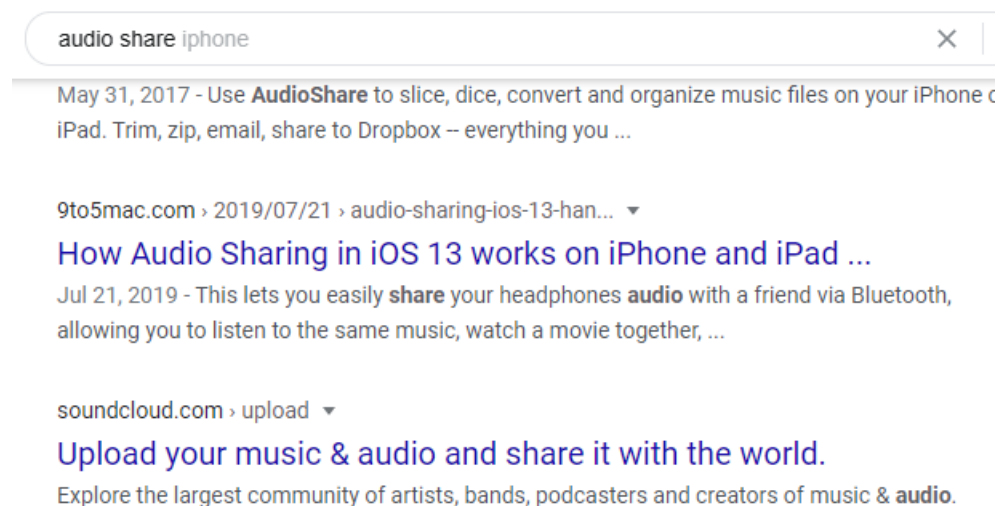 audio share iphone
May 31, 2017 - Use AudioShare to slice, dice, convert and organize music files on your iPhone
iPad. Trim, zip, email, share to Dropbox -- everything you ...
9to5mac.com › 2019/07/21 › audio-sharing-ios-13-han...
How Audio Sharing in iOS 13 works on iPhone and iPad ...
Jul 21, 2019 - This lets you easily share your headphones audio with a friend via Bluetooth,
allowing you to listen to the same music, watch a movie together, ...
soundcloud.com › upload
Upload your music & audio and share it with the world.
Explore the largest community of artists, bands, podcasters and creators of music & audio.